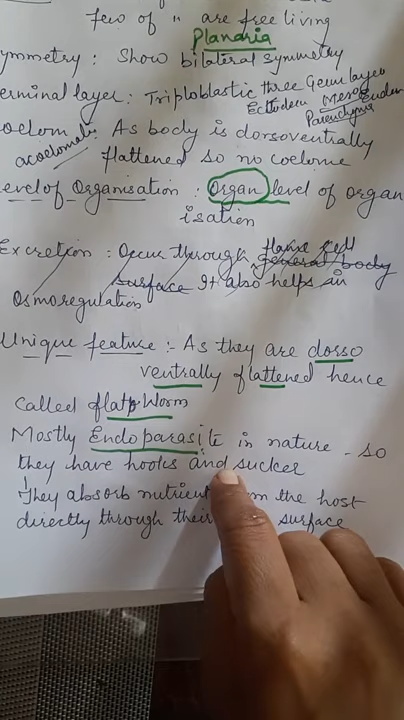 few of " are free living
Planaria
ymmetry : Show bilateral symmetry
erminal layer : Triploblastic three Germ layer
Ectoderm Meso Endo
Parenchyma
oelom : As body is dorsoventrally
acoelomate flattened so no coelome
Level of Organisation : Organ level of organ
isation
Excretion : Occur through flame cell general body
surface It also helps in
Osmoregulation
Unique feature : As they are dorso
ventrally flattened hence
called flat Worm
Mostly Endoparasite in nature - so
they have hooks and sucker
They absorb nutrient the host
directly through their surface